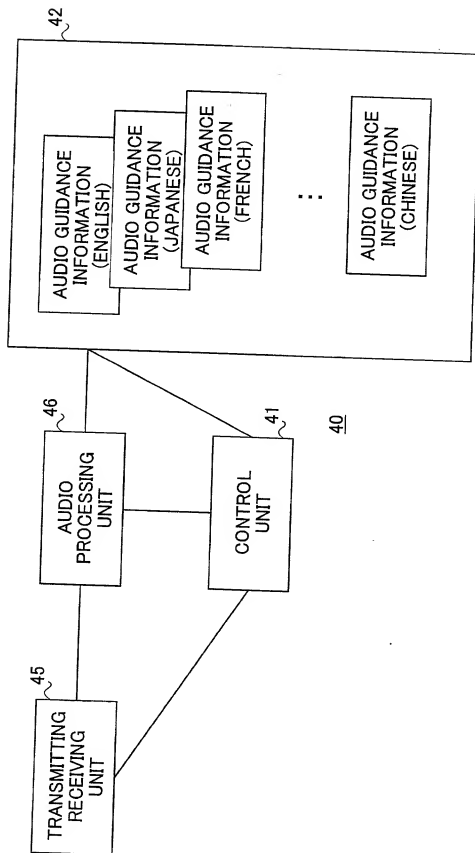 42
AUDIO GUIDANCE
INFORMATION
(ENGLISH)
AUDIO GUIDANCE
INFORMATION
(JAPANESE)
AUDIO GUIDANCE
INFORMATION
(FRENCH)
AUDIO GUIDANCE
INFORMATION
(CHINESE)
46
AUDIO
PROCESSING
UNIT
41
CONTROL
UNIT
40
45
TRANSMITTING
RECEIVING
UNIT